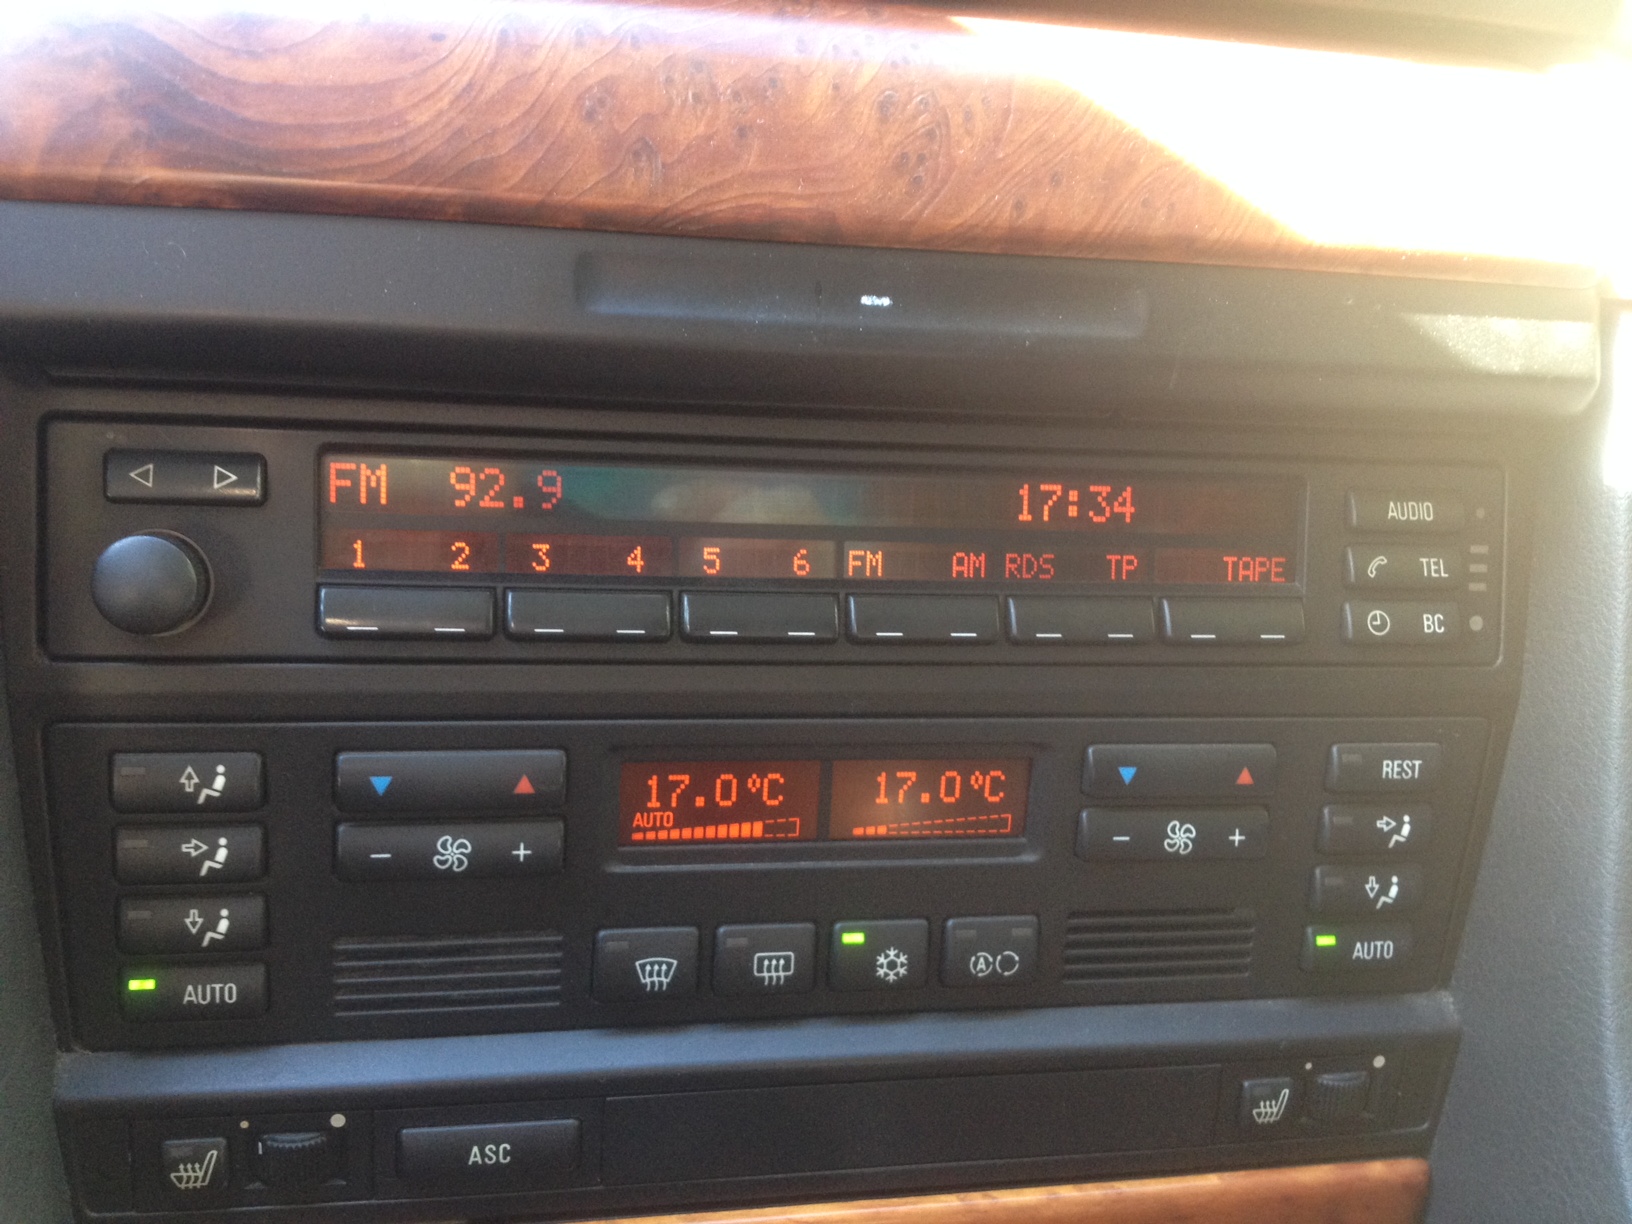 FM 92.9 17:34
1 2 3 4 5 6 FM AM RDS TP TAPE
AUDIO
TEL
BC
17.0°C 17.0°C
AUTO
REST
AUTO
AUTO
ASC